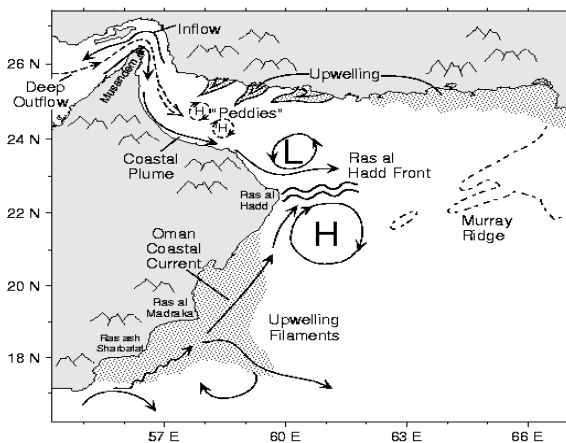 Inflow
26 N
Musandem
Deep
Outflow
Upwelling
H
"Peddies"
H
24 N
Coastal
Plume
L
Ras al
Hadd Front
Ras al
Hadd
22 N
H
Murray
Ridge
Oman
Coastal
Current
20 N
Ras al
Madraka
Upwelling
Filaments
Ras ash
Sharbatat
18 N
57 E
60 E
63 E
66 E